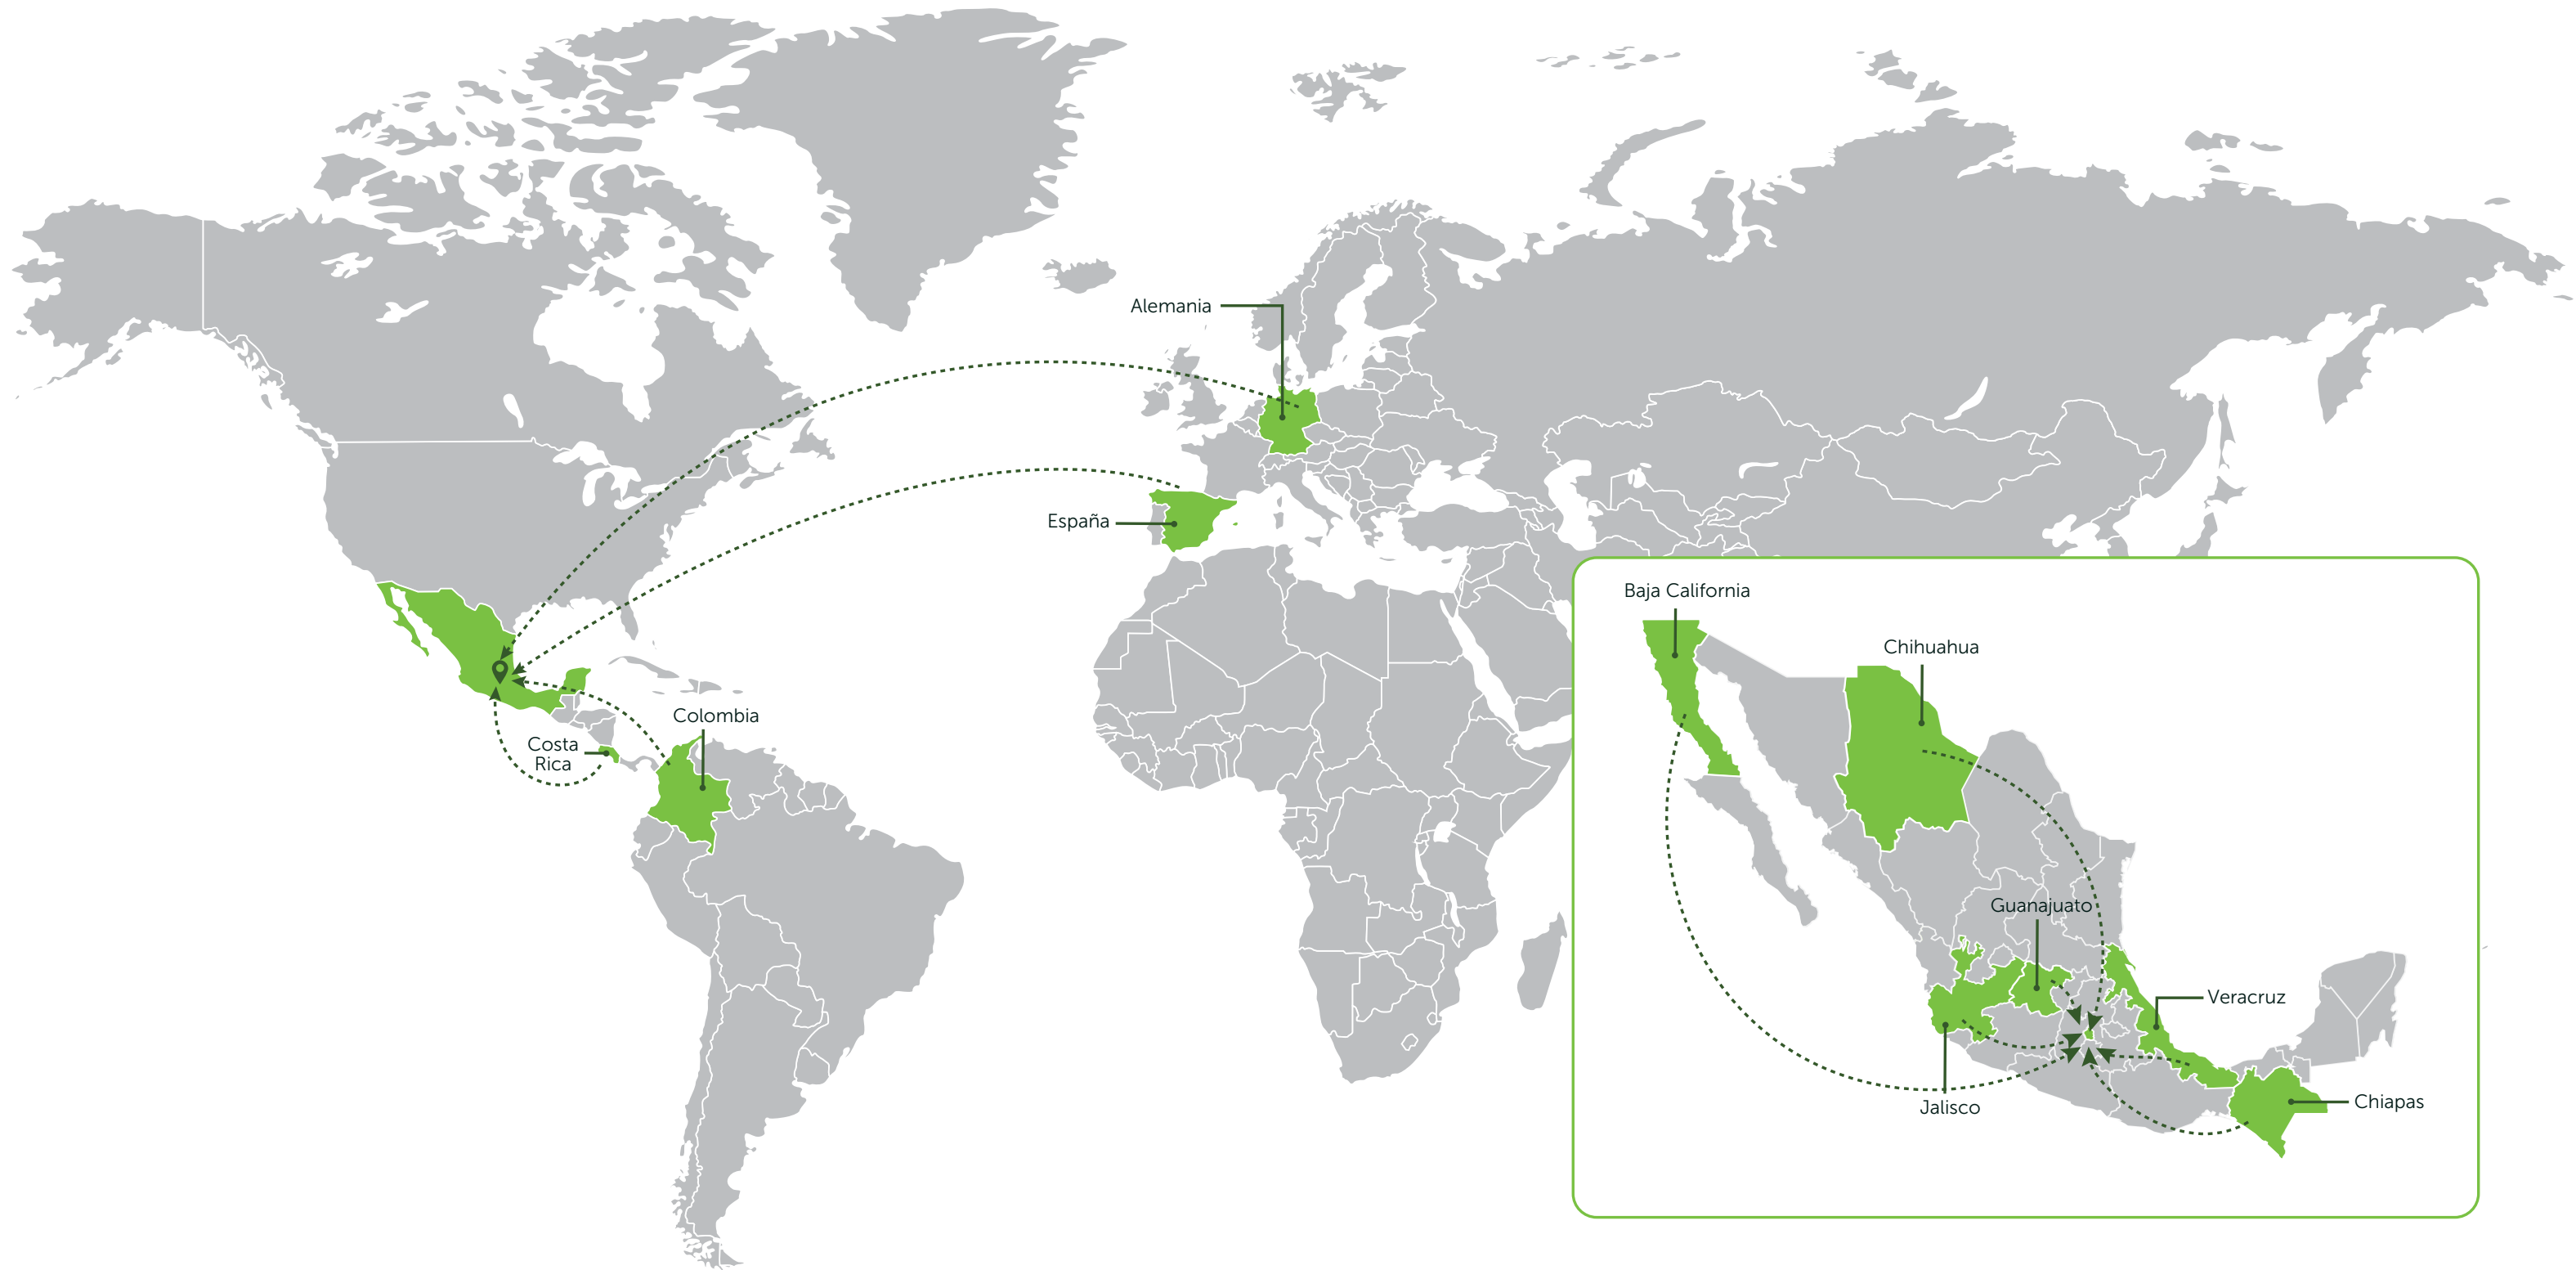 Alemania
España
Colombia
Costa
Rica
Baja California
Chihuahua
Guanajuato
Veracruz
Chiapas
Jalisco